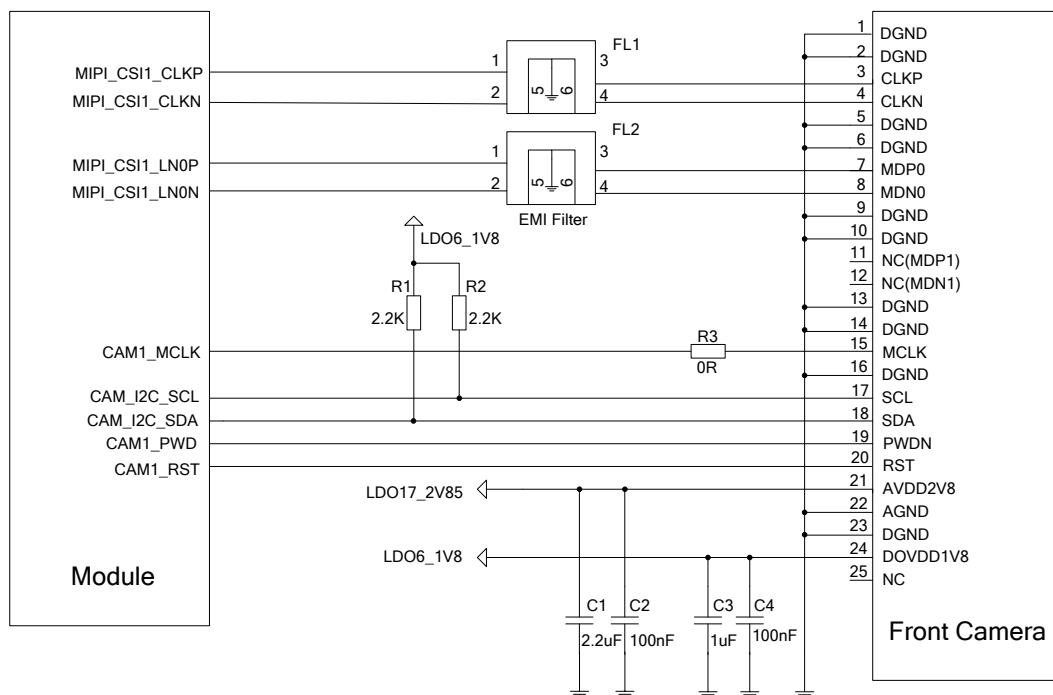 FL1
MIPI_CSI1_CLKP 1 3
MIPI_CSI1_CLKN 2 5 6 4
FL2
MIPI_CSI1_LN0P 1 3
MIPI_CSI1_LN0N 2 5 6 4
EMI Filter
LDO6_1V8
R1 R2
2.2K 2.2K
R3
CAM1_MCLK
0R
CAM_I2C_SCL
CAM_I2C_SDA
CAM1_PWD
CAM1_RST
LDO17_2V85
LDO6_1V8
Module
C1 C2 C3 C4
2.2uF 100nF 1uF 100nF
1 DGND
2 DGND
3 CLKP
4 CLKN
5 DGND
6 DGND
7 MDP0
8 MDN0
9 DGND
10 DGND
11 NC(MDP1)
12 NC(MDN1)
13 DGND
14 DGND
15 MCLK
16 DGND
17 SCL
18 SDA
19 PWDN
20 RST
21 AVDD2V8
22 AGND
23 DGND
24 DOVDD1V8
25 NC
Front Camera